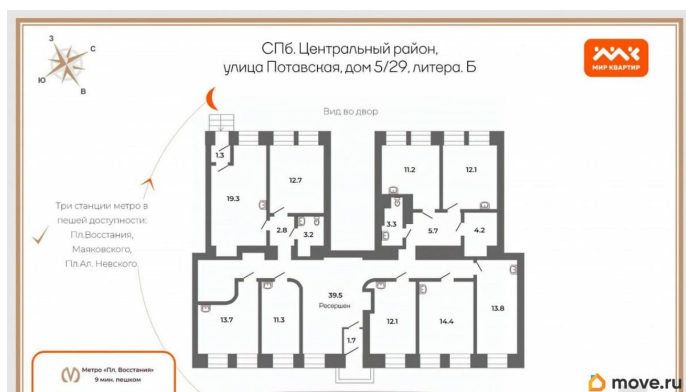 З
С
Ю
В
СПб. Центральный район,
улица Потавская, дом 5/29, литера. Б
МИР КВАРТИР
Вид во двор
1.3
12.7
11.2
12.1
19.3
Три станции метро в
пешей доступности:
Пл.Восстания,
Маяковского,
Пл.Ал. Невского
2.8
3.2
3.3
5.7
4.2
39.5
Ресершен
13.7
11.3
12.1
14.4
13.8
1.7
Метро «Пл. Восстания»
9 мин. пешком
move.ru